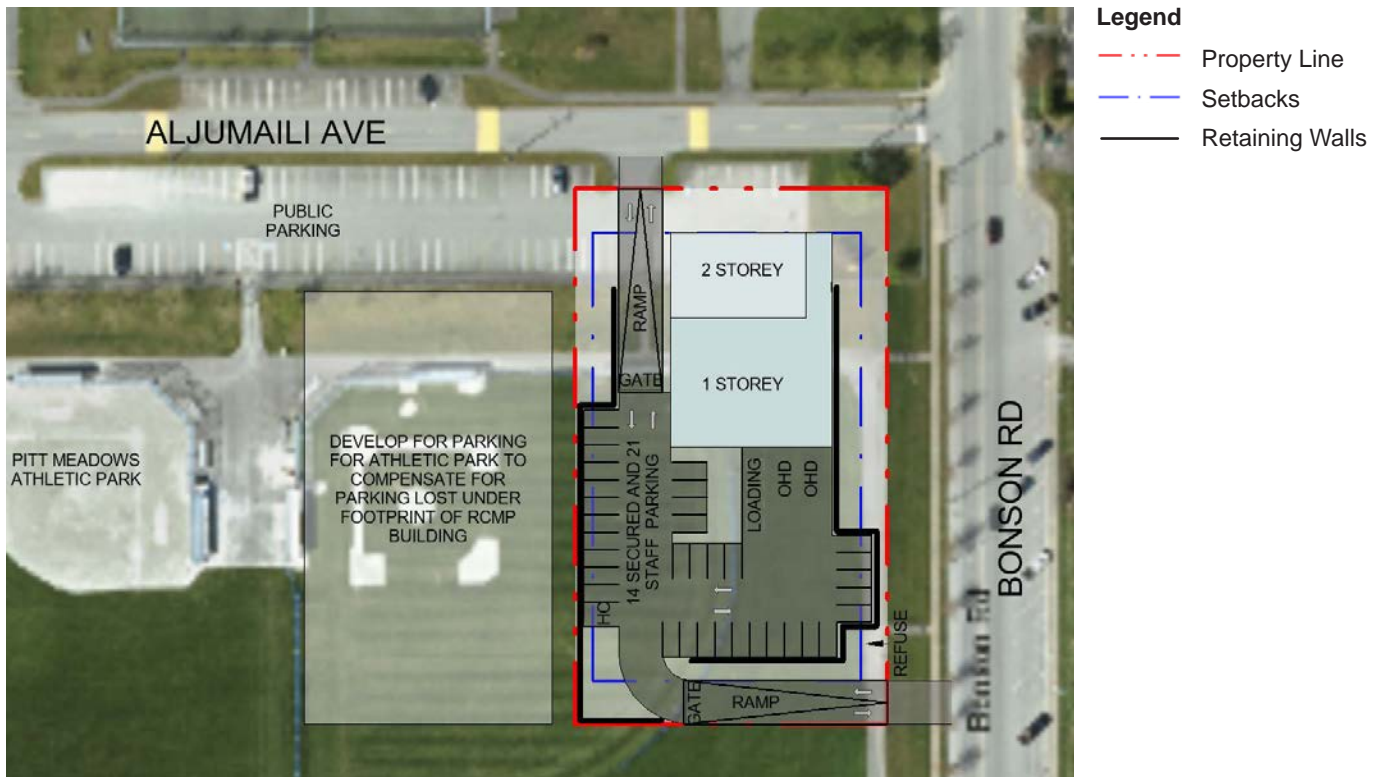 Legend
Property Line
Setbacks
Retaining Walls
ALJUMAILI AVE
PUBLIC
PARKING
2 STOREY
RAMP
1 STOREY
GATE
PITT MEADOWS
ATHLETIC PARK
DEVELOP FOR PARKING
FOR ATHLETIC PARK TO
COMPENSATE FOR
PARKING LOST UNDER
FOOTPRINT OF RCMP
BUILDING
14 SECURED AND 21
STAFF PARKING
LOADING
OHD
OHD
BONSON RD
HC
REFUSE
Bonson Rd
GATE
RAMP